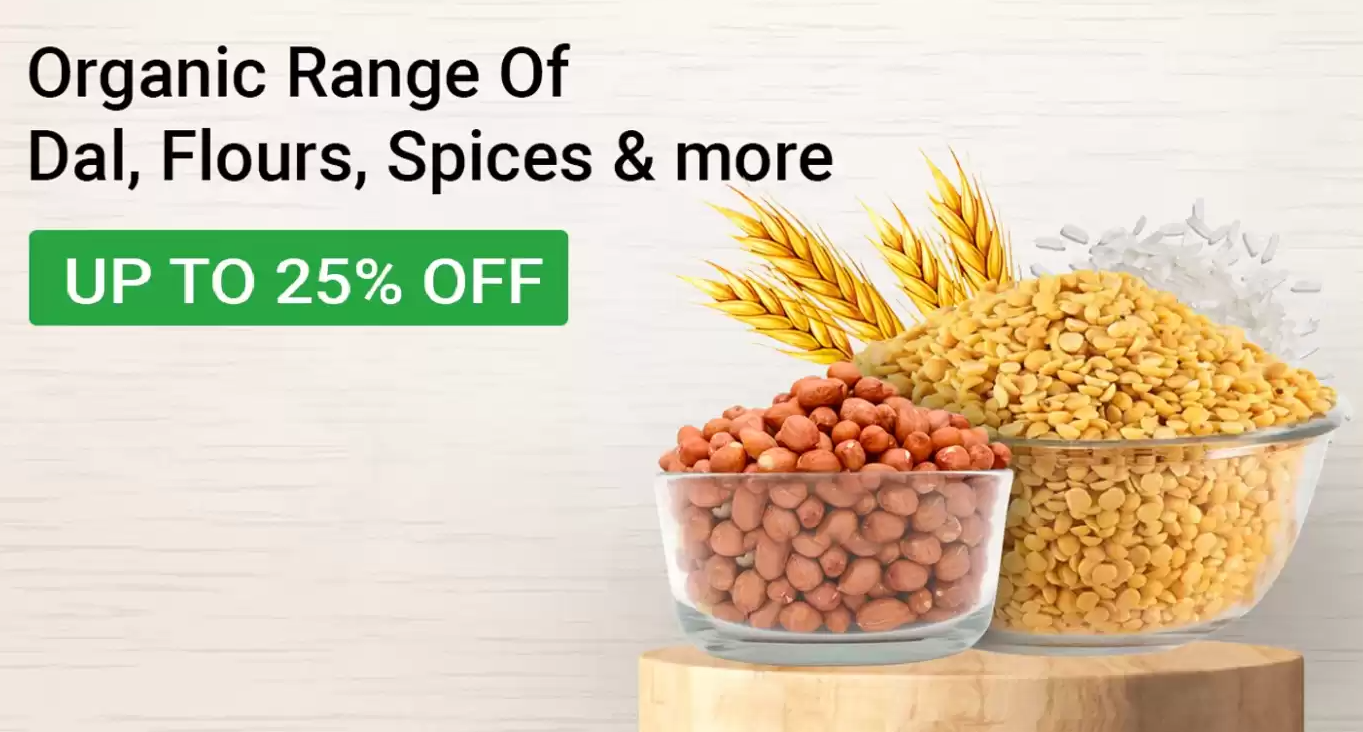 Organic Range Of
Dal, Flours, Spices & more
UP TO 25% OFF